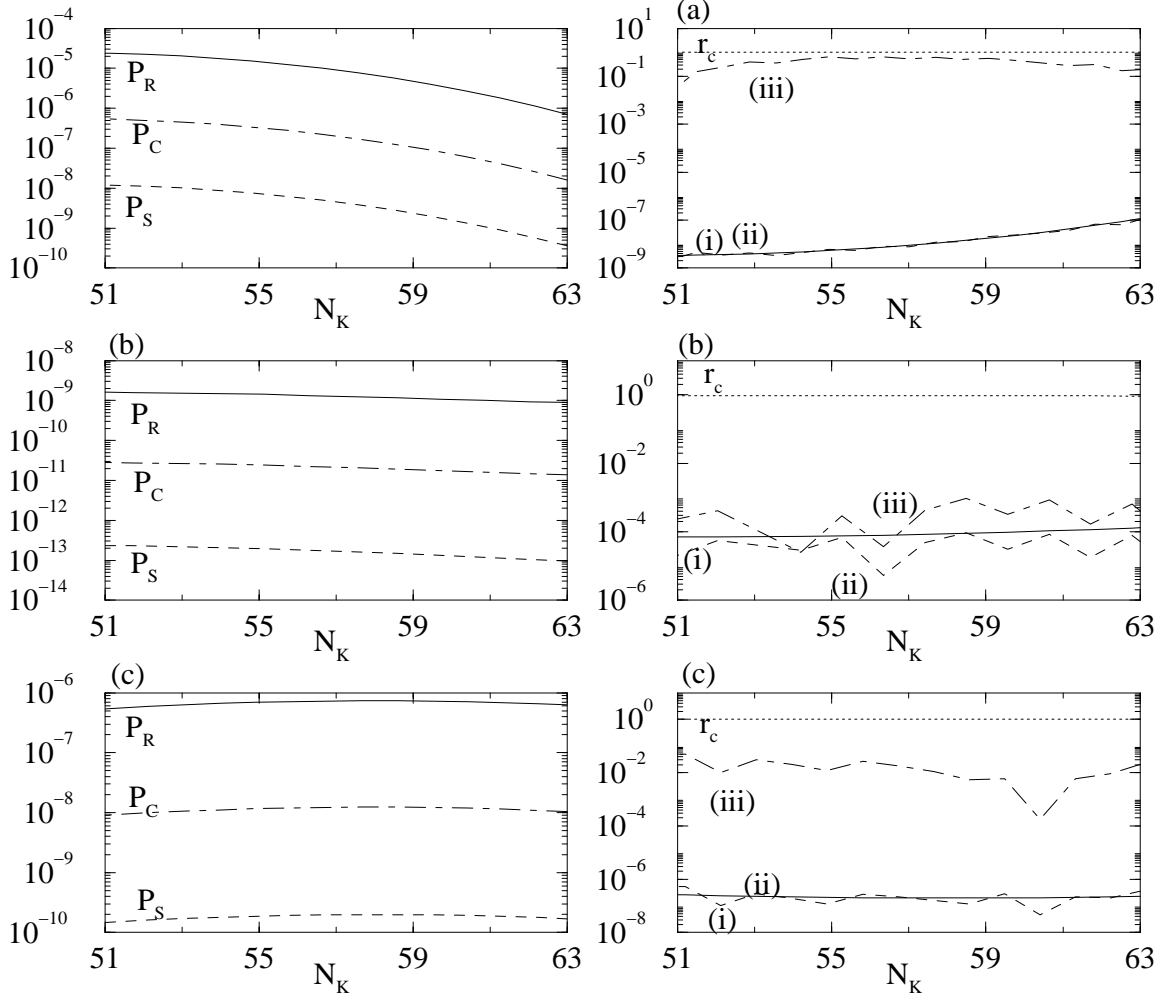 (a)
10^−4
10^−5
10^−6
10^−7
10^−8
10^−9
10^−10
P_R
P_C
P_S
51 55 59 63
N_K
10^1
10^−1
10^−3
10^−5
10^−7
10^−9
r_c
(iii)
(i)
(ii)
51 55 59 63
N_K
(b)
10^−8
10^−9
10^−10
10^−11
10^−12
10^−13
10^−14
P_R
P_C
P_S
51 55 59 63
N_K
(b)
10^0
10^−2
10^−4
10^−6
r_c
(iii)
(i)
(ii)
51 55 59 63
N_K
(c)
10^−6
10^−7
10^−8
10^−9
10^−10
P_R
P_C
P_S
51 55 59 63
N_K
(c)
10^0
10^−2
10^−4
10^−6
10^−8
r_c
(iii)
(ii)
(i)
51 55 59 63
N_K